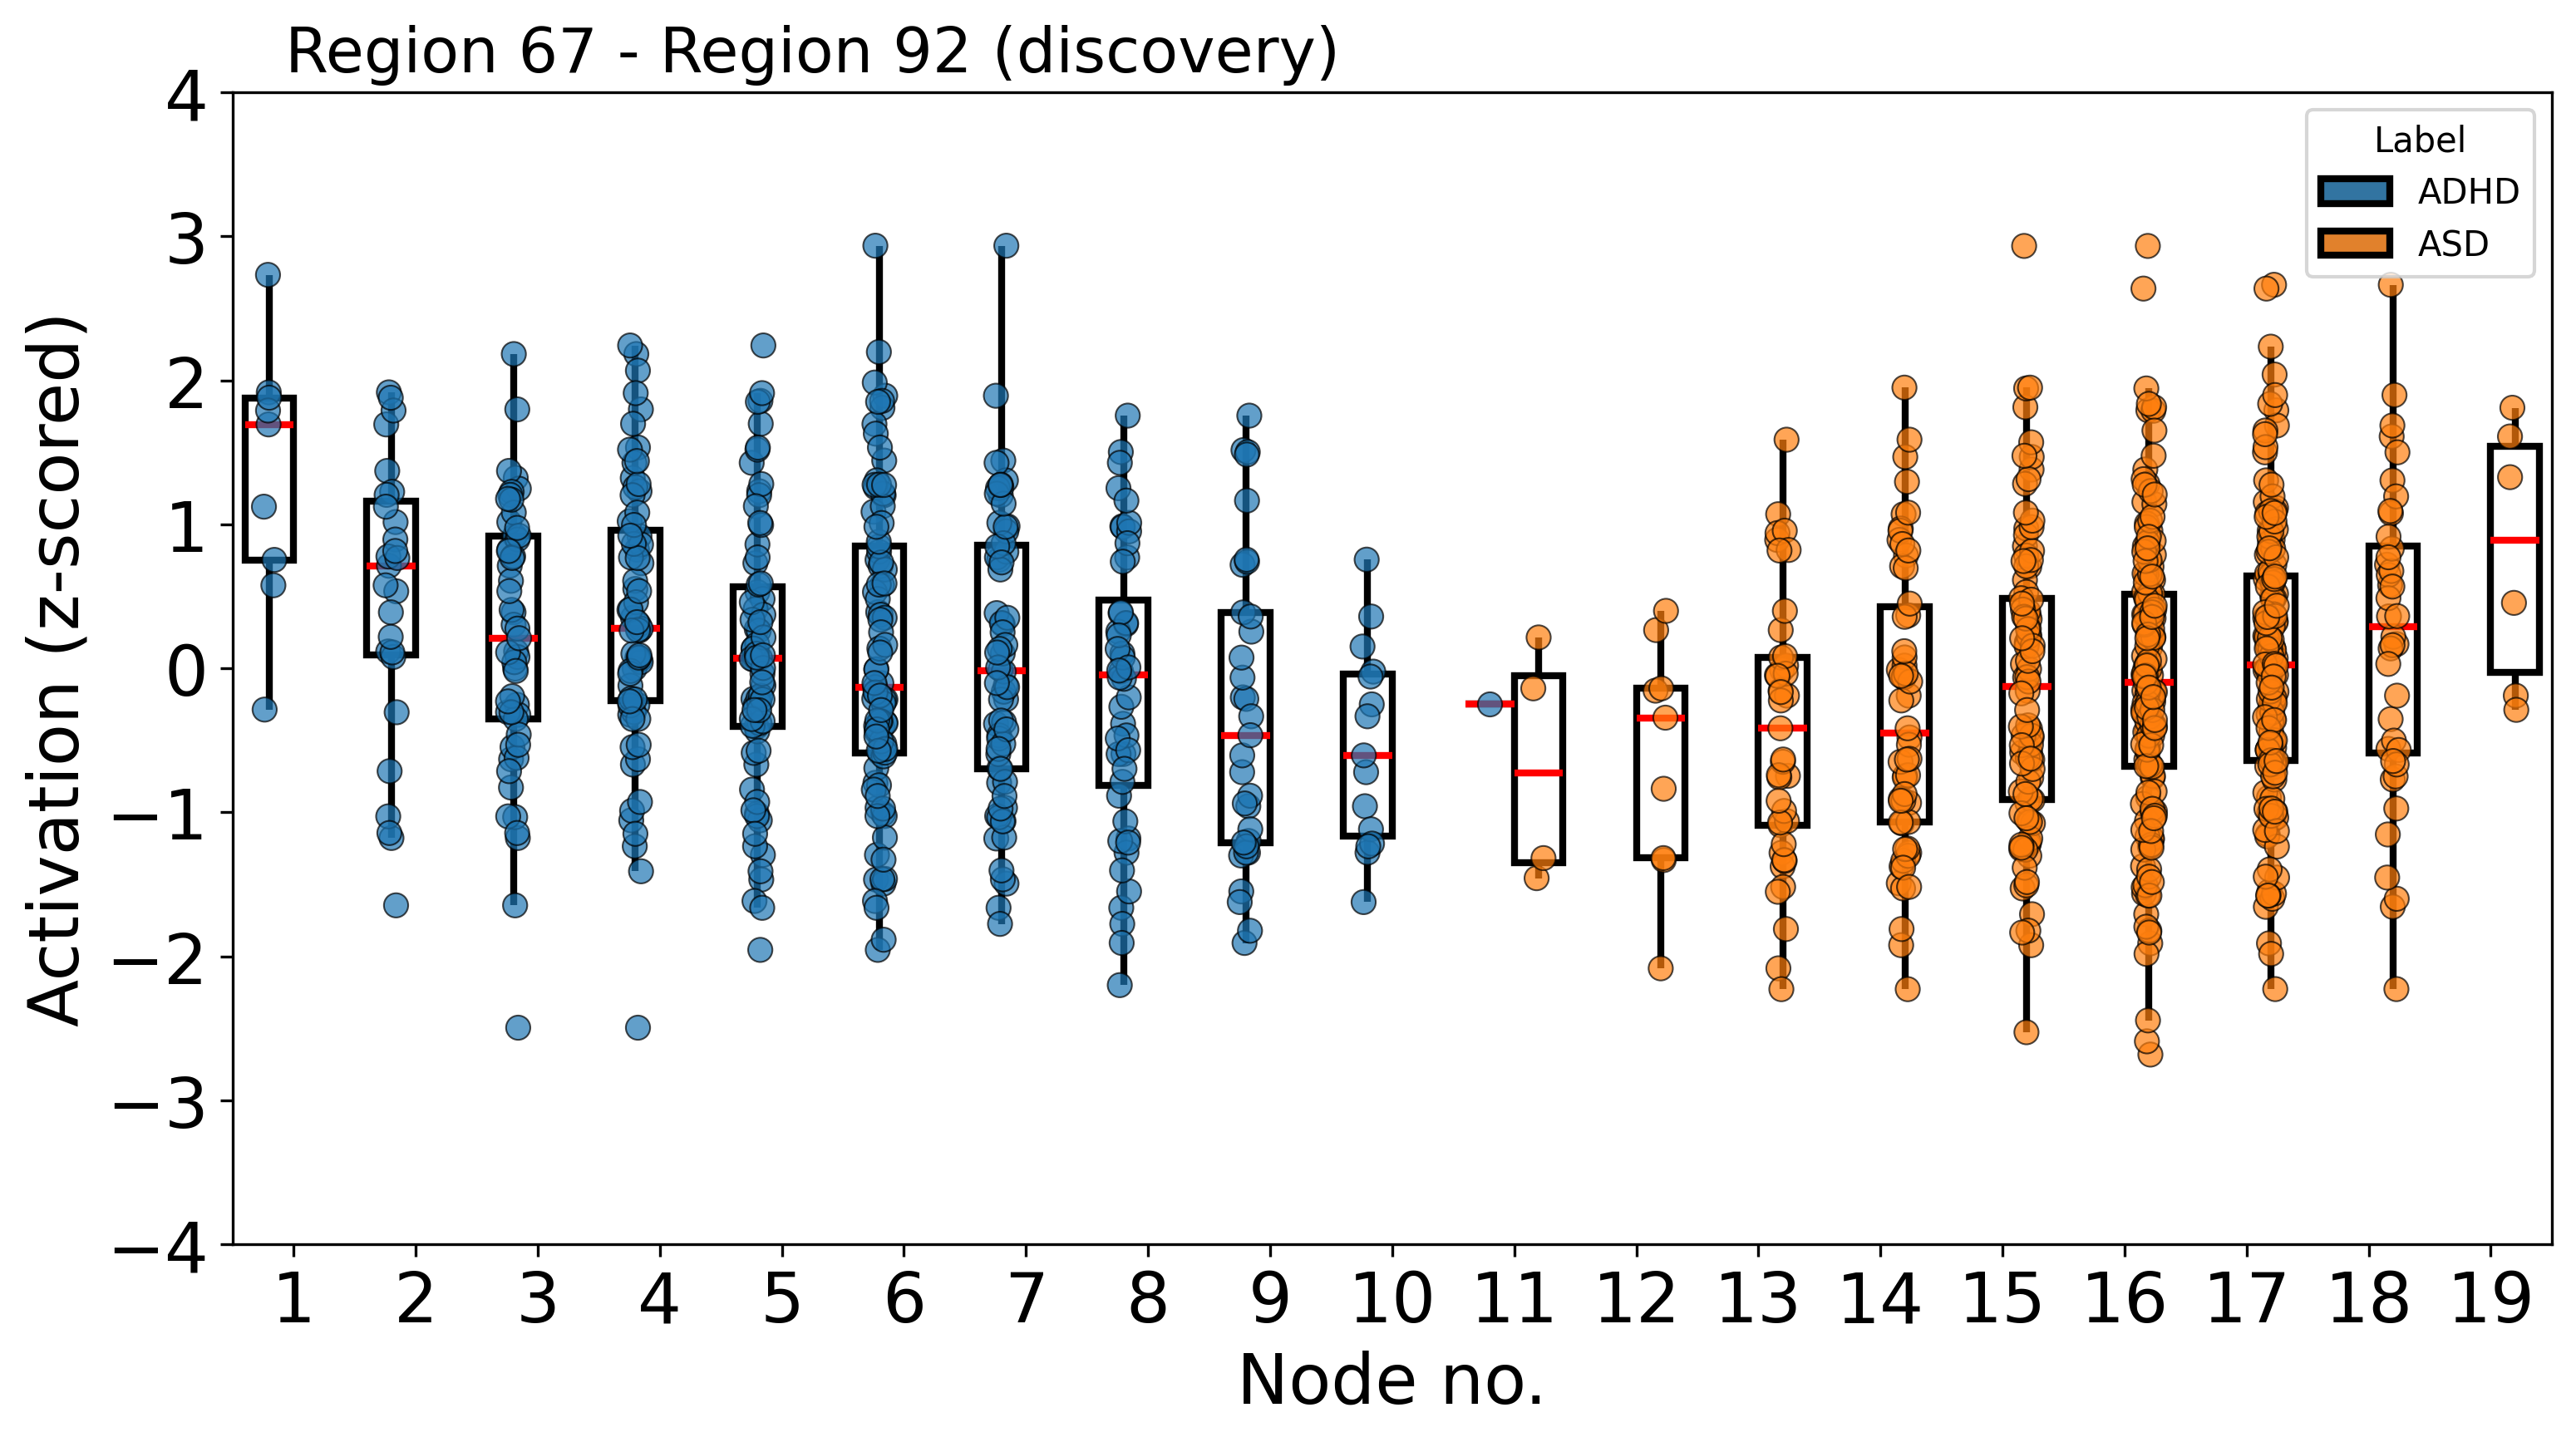 Region 67 - Region 92 (discovery)
Activation (z-scored)
4
3
2
1
0
−1
−2
−3
−4
Label
ADHD
ASD
1 2 3 4 5 6 7 8 9 10 11 12 13 14 15 16 17 18 19
Node no.